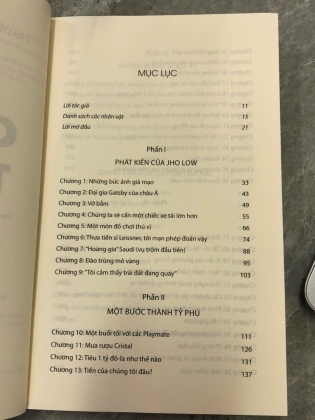 MỤC LỤC
Lời tác giả 11
Danh sách các nhân vật 15
Lời mở đầu 21
Phần I
PHÁT KIẾN CỦA JHO LOW
Chương 1: Những bức ảnh giả mạo 33
Chương 2: Đại gia Gatsby của châu Á 43
Chương 3: Vớ bẫm 49
Chương 4: Chúng ta sẽ cần một chiếc xe tải lớn hơn 55
Chương 5: Một món đồ chơi thú vị 66
Chương 6: Thưa tiến sĩ Leissner, tôi mạn phép đoán vậy 74
Chương 7: "Hoàng gia" Saudi (vụ trộm đầu tiên) 88
Chương 8: Đào trúng mỏ vàng 95
Chương 9: "Tôi cảm thấy trái đất đang quay" 103
Phần II
MỘT BƯỚC THÀNH TỶ PHÚ
Chương 10: Một buổi tối với các Playmate 111
Chương 11: Mưa rượu Cristal 126
Chương 12: Tiêu 1 tỷ đô-la như thế nào 131
Chương 13: Tiền của chúng tôi đâu? 137